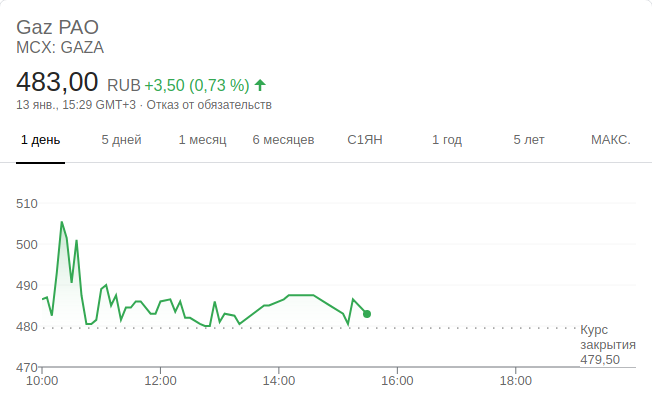 Gaz PAO
MCX: GAZA
483,00 RUB +3,50 (0,73 %)
13 янв., 15:29 GMT+3 · Отказ от обязательств
1 день 5 дней 1 месяц 6 месяцев С1ЯН 1 год 5 лет МАКС.
510
500
490
480
470
Курс
закрытия
479,50
10:00 12:00 14:00 16:00 18:00